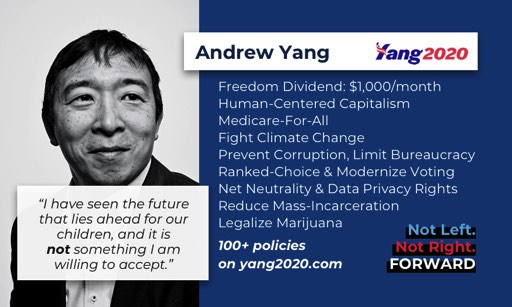 Andrew Yang
Yang2020
Freedom Dividend: $1,000/month
Human-Centered Capitalism
Medicare-For-All
Fight Climate Change
Prevent Corruption, Limit Bureaucracy
Ranked-Choice & Modernize Voting
Net Neutrality & Data Privacy Rights
Reduce Mass-Incarceration
Legalize Marijuana
100+ policies
on yang2020.com
“I have seen the future
that lies ahead for our
children, and it is
not something I am
willing to accept.”
Not Left.
Not Right.
FORWARD